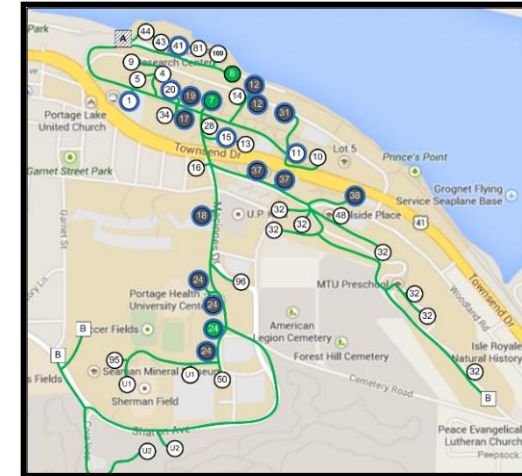 Park
A
44
43
41
81
100
9
Research Center
8
5
4
12
20
19
7
14
12
1
31
Portage Lake
United Church
34
17
28
15
13
Lot 5
11
10
Townsend Dr
Prince's Point
Garnet Street Park
16
37
37
38
Grognet Flying
Service Seaplane Base
32
18
U.P.
48
Hillside Place
41
32
32
Garnet St
MacInnes Dr
32
24
96
MTU Preschool
Woodland Rd
Portage Health
University Center
24
32
American
Legion Cemetery
32
B
Soccer Fields
24
Isle Royale
Natural History
B
24
Forest Hill Cemetery
95
32
s Fields
Seaman Mineral Museum
U1
U1
50
Cemetery Road
B
Sherman Field
Sharon Ave
Peace Evangelical
Lutheran Church
U2
U2
Peepsock